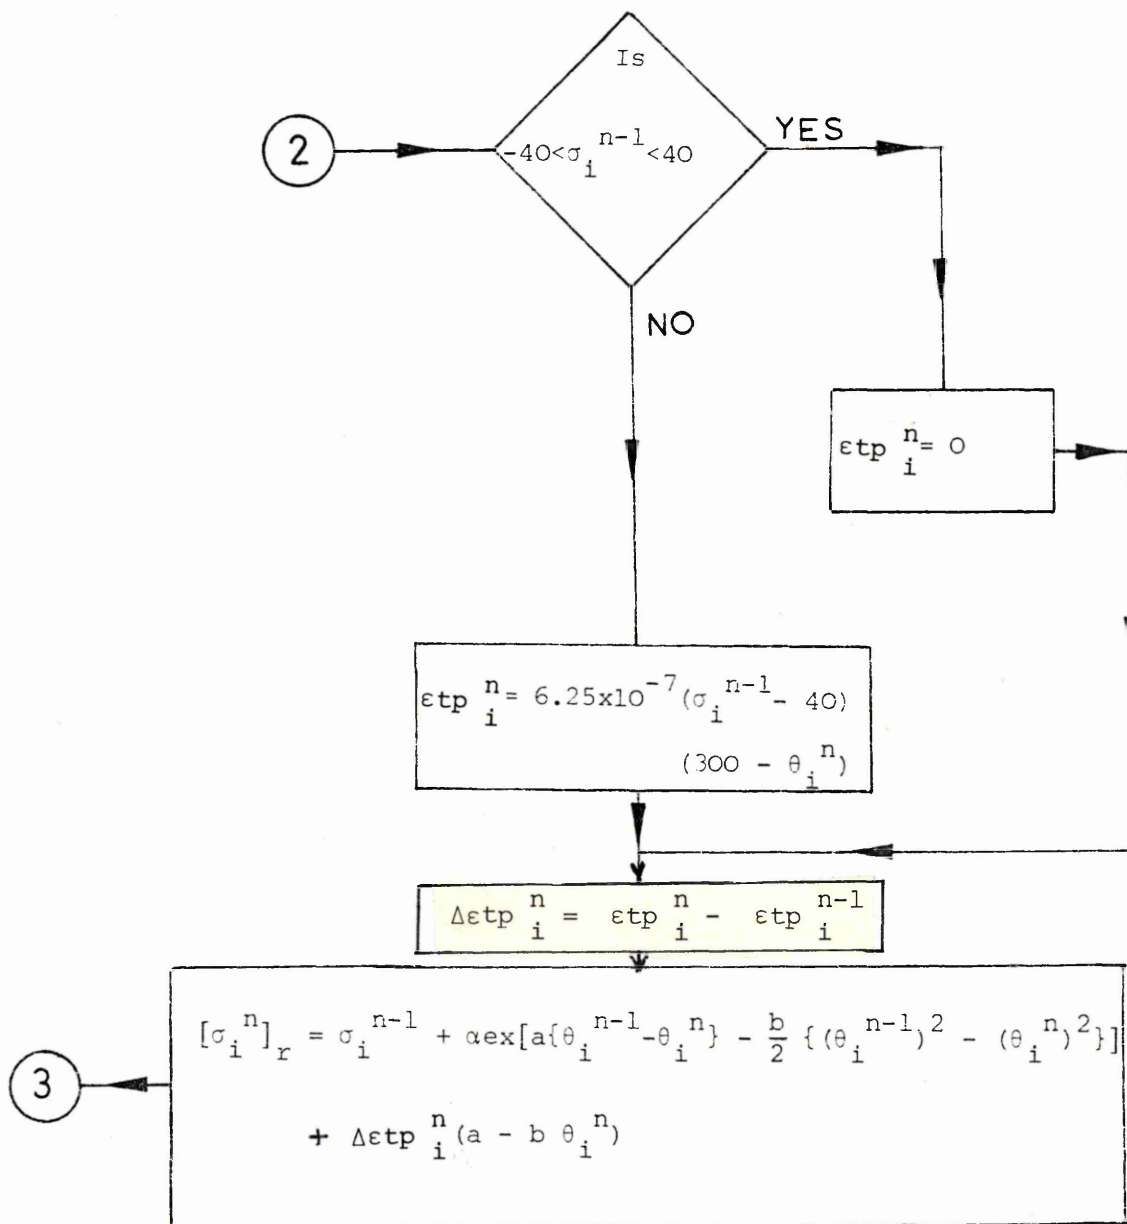 Is
2
-40<σ_i^{n-1}<40
YES
NO
εtp_i^n = 0
εtp_i^n = 6.25x10^{-7}(σ_i^{n-1} - 40)
(300 - θ_i^n)
Δεtp_i^n = εtp_i^n - εtp_i^{n-1}
[σ_i^n]_r = σ_i^{n-1} + αex[a{θ_i^{n-1}-θ_i^n} - \frac{b}{2} {(θ_i^{n-1})^2 - (θ_i^n)^2}]
3
+ Δεtp_i^n(a - b θ_i^n)